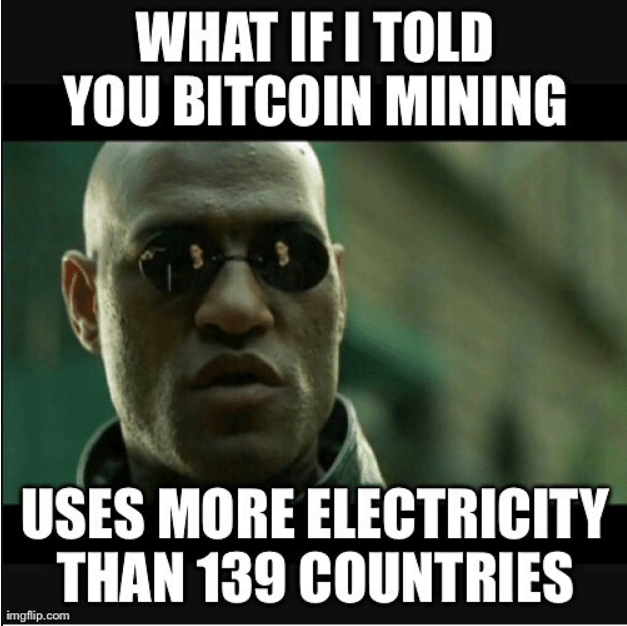 WHAT IF I TOLD
YOU BITCOIN MINING
USES MORE ELECTRICITY
THAN 139 COUNTRIES
imgflip.com